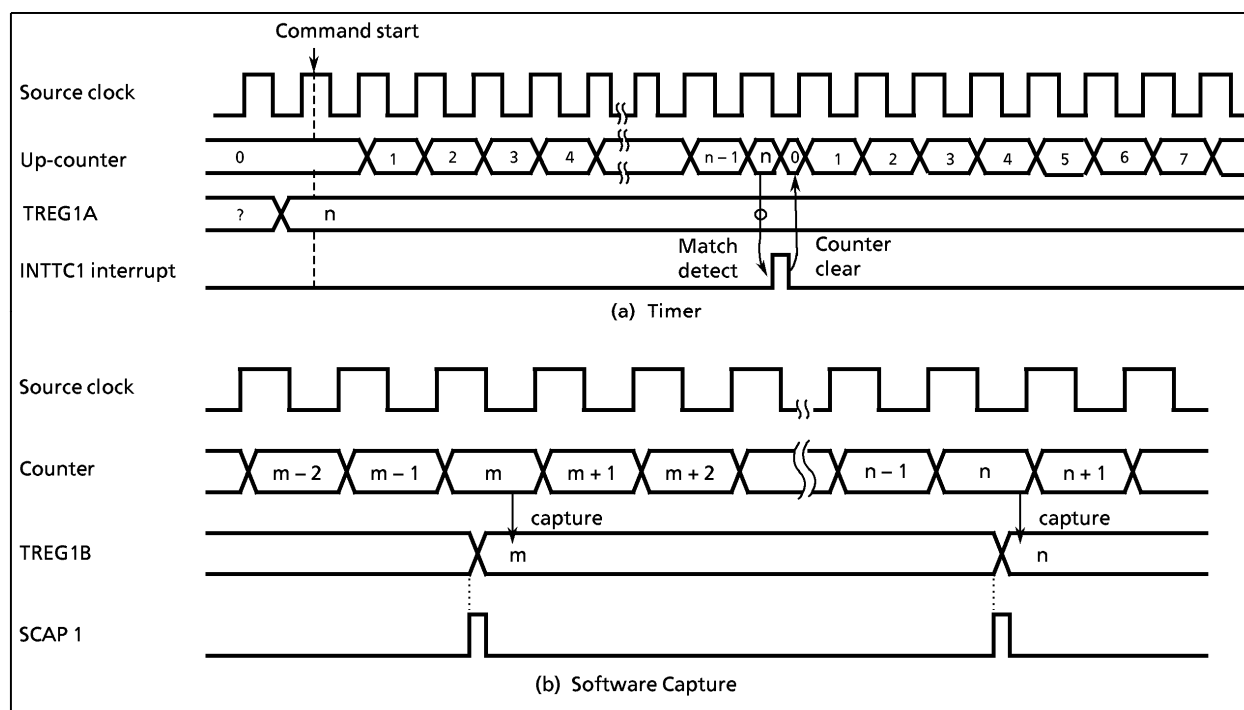 Command start
Source clock
Up-counter 0 1 2 3 4 n – 1 n 0 1 2 3 4 5 6 7
TREG1A ? n
Match detect
Counter clear
INTTC1 interrupt
(a) Timer
Source clock
Counter m – 2 m – 1 m m + 1 m + 2 n – 1 n n + 1
capture capture
TREG1B m n
SCAP 1
(b) Software Capture